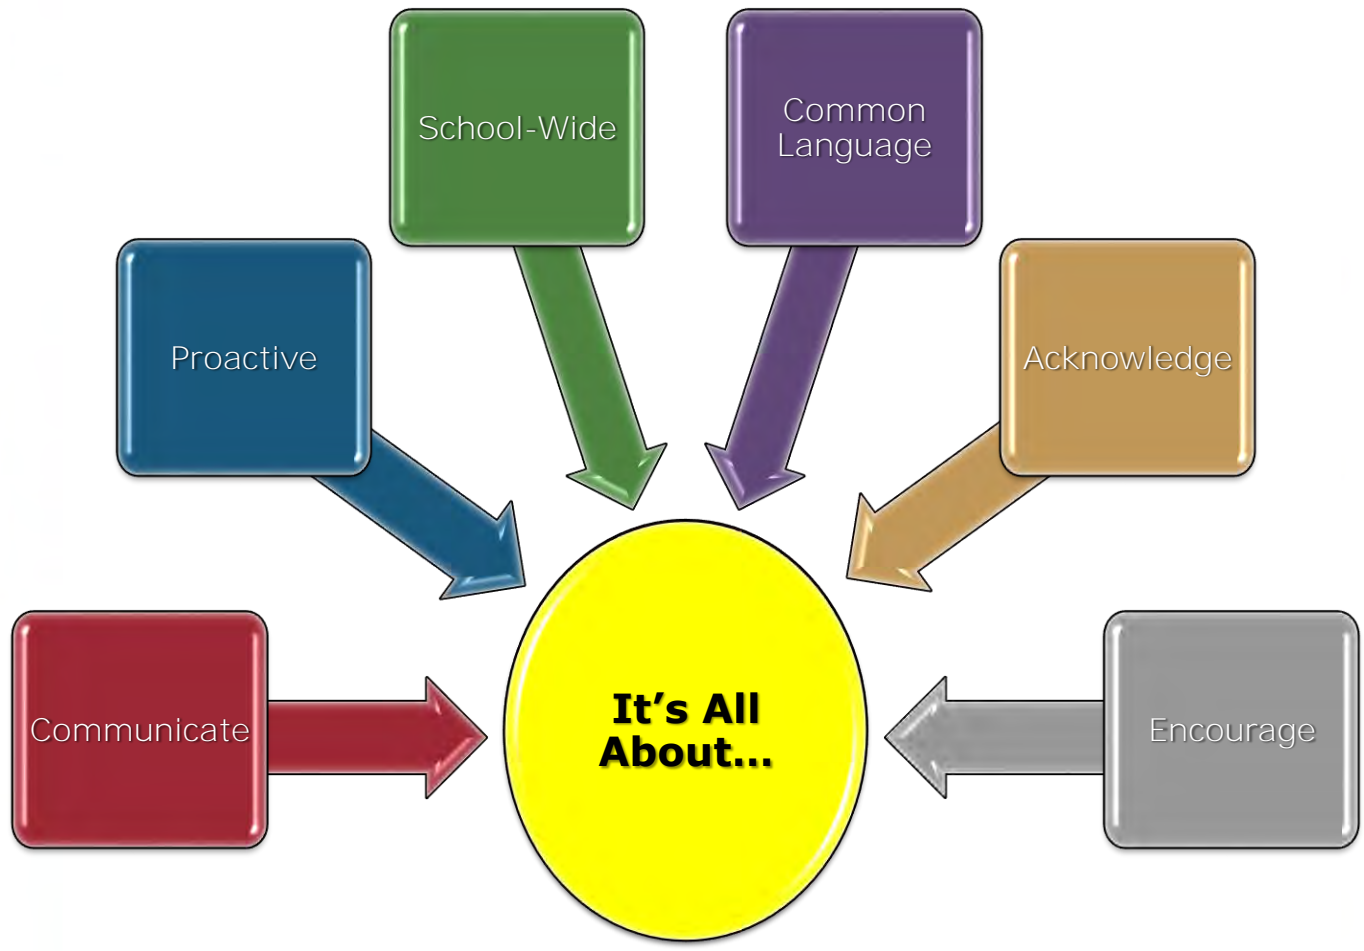 School-Wide
Common
Language
Proactive
Acknowledge
Communicate
It’s All
About...
Encourage